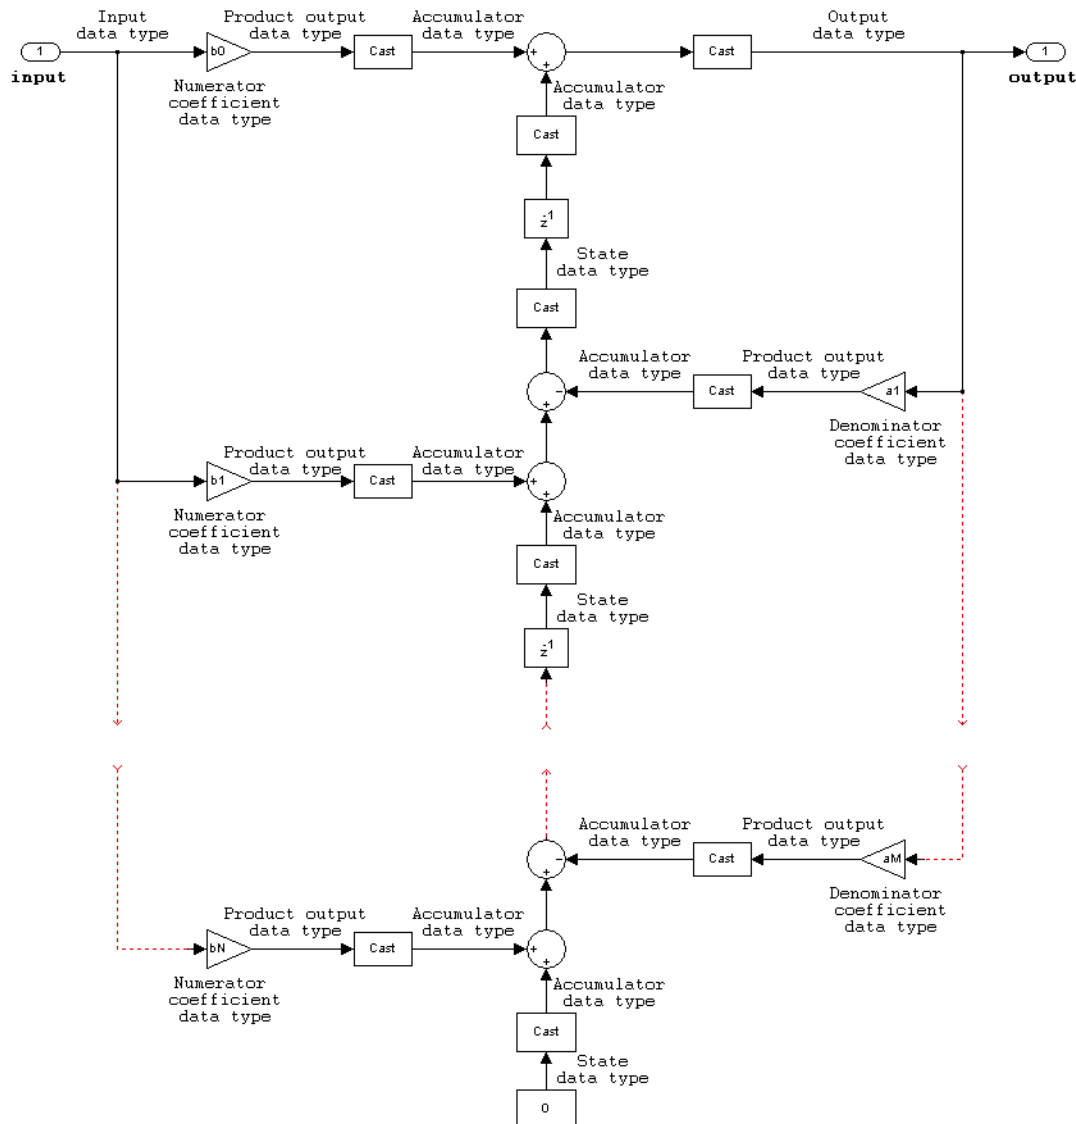 Input
data type
Product output
data type
Accumulator
data type
Output
data type
1
b0
Cast
+
+
Cast
1
input
output
Numerator
coefficient
data type
Accumulator
data type
Cast
z-1
State
data type
Cast
Accumulator
data type
Product output
data type
-
+
Cast
a1
Denominator
coefficient
data type
Product output
data type
Accumulator
data type
b1
Cast
+
+
Numerator
coefficient
data type
Accumulator
data type
Cast
State
data type
z-1
Accumulator
data type
Product output
data type
-
+
Cast
aM
Denominator
coefficient
data type
Product output
data type
Accumulator
data type
bN
Cast
+
+
Numerator
coefficient
data type
Accumulator
data type
Cast
State
data type
0